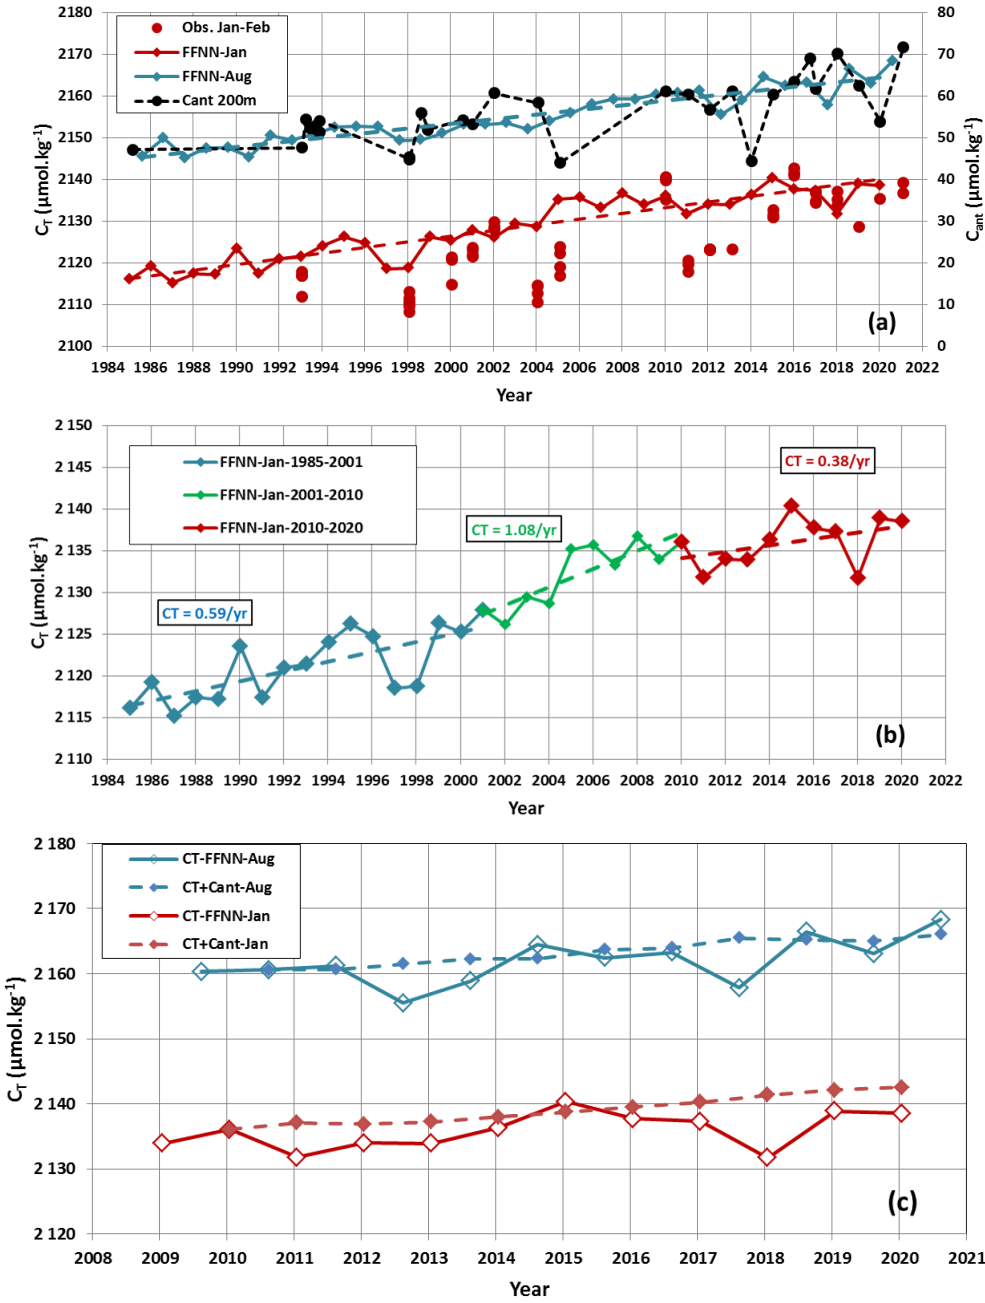 2180
2170
2160
2150
2140
2130
2120
2110
2100
C_T (µmol.kg⁻¹)
Obs. Jan-Feb
FFNN-Jan
FFNN-Aug
Cant 200m
80
70
60
50
40
30
20
10
0
C_ant (µmol.kg⁻¹)
(a)
1984 1986 1988 1990 1992 1994 1996 1998 2000 2002 2004 2006 2008 2010 2012 2014 2016 2018 2020 2022
Year
2 150
2 145
2 140
2 135
2 130
2 125
2 120
2 115
2 110
C_T (µmol.kg⁻¹)
FFNN-Jan-1985-2001
FFNN-Jan-2001-2010
FFNN-Jan-2010-2020
CT = 0.59/yr
CT = 1.08/yr
CT = 0.38/yr
(b)
1984 1986 1988 1990 1992 1994 1996 1998 2000 2002 2004 2006 2008 2010 2012 2014 2016 2018 2020 2022
Year
2 180
2 170
2 160
2 150
2 140
2 130
2 120
C_T (µmol.kg⁻¹)
CT-FFNN-Aug
CT+Cant-Aug
CT-FFNN-Jan
CT+Cant-Jan
(c)
2008 2009 2010 2011 2012 2013 2014 2015 2016 2017 2018 2019 2020 2021
Year